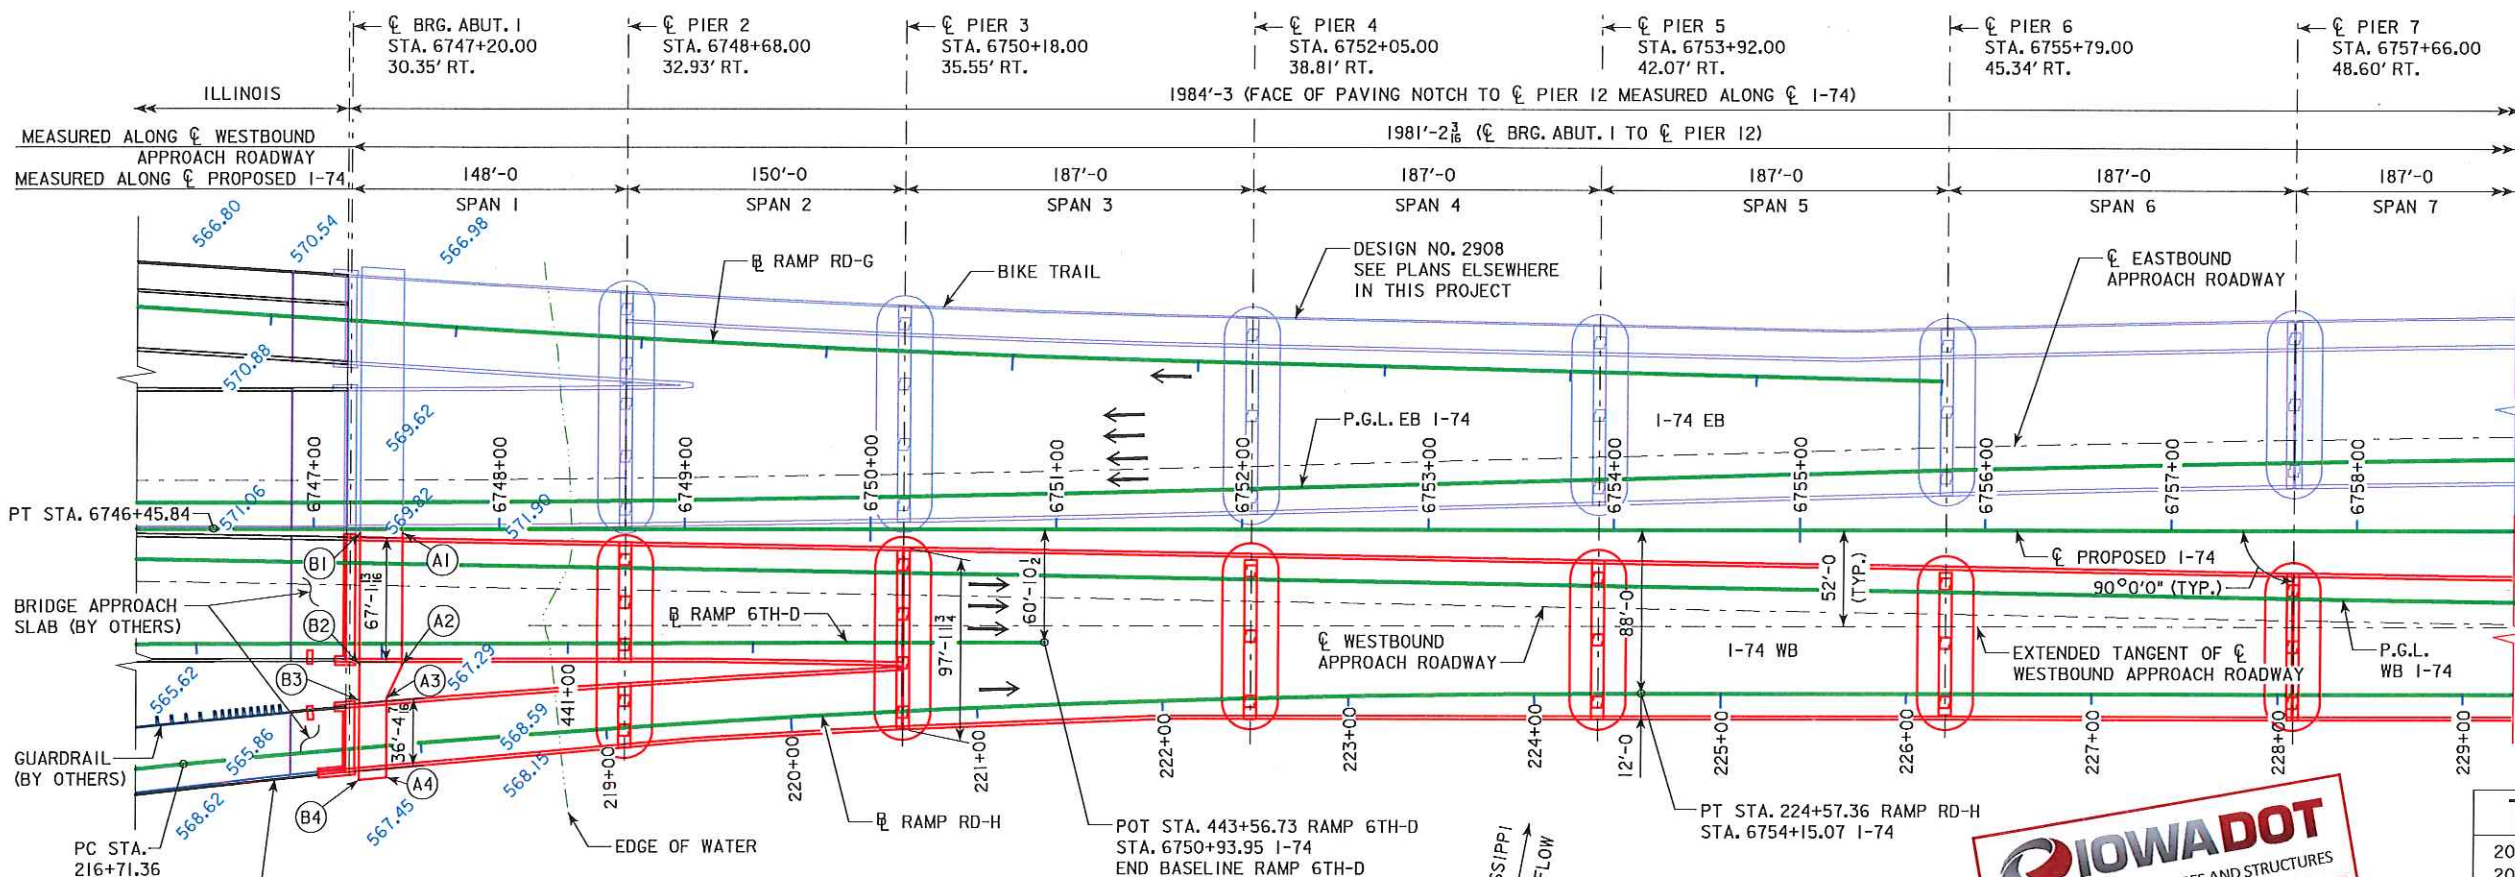 ℄ BRG. ABUT. 1
STA. 6747+20.00
30.35' RT.
℄ PIER 2
STA. 6748+68.00
32.93' RT.
℄ PIER 3
STA. 6750+18.00
35.55' RT.
℄ PIER 4
STA. 6752+05.00
38.81' RT.
℄ PIER 5
STA. 6753+92.00
42.07' RT.
℄ PIER 6
STA. 6755+79.00
45.34' RT.
℄ PIER 7
STA. 6757+66.00
48.60' RT.
ILLINOIS
1984'-3 (FACE OF PAVING NOTCH TO ℄ PIER 12 MEASURED ALONG ℄ I-74)
MEASURED ALONG ℄ WESTBOUND
APPROACH ROADWAY
1981'-2 3/16 (℄ BRG. ABUT. 1 TO ℄ PIER 12)
MEASURED ALONG ℄ PROPOSED I-74
148'-0
150'-0
187'-0
187'-0
187'-0
187'-0
187'-0
SPAN 1
SPAN 2
SPAN 3
SPAN 4
SPAN 5
SPAN 6
SPAN 7
566.80
570.54
566.98
℄ RAMP RD-G
BIKE TRAIL
DESIGN NO. 2908
SEE PLANS ELSEWHERE
IN THIS PROJECT
℄ EASTBOUND
APPROACH ROADWAY
570.88
569.62
P.G.L. EB I-74
I-74 EB
6747+00
6748+00
6749+00
6750+00
6751+00
6752+00
6753+00
6754+00
6755+00
6756+00
6757+00
6758+00
PT STA. 6746+45.84
571.06
569.82
571.90
B1
A1
67'-11 13/16
60'-10 1/2
52'-0
(TYP.)
℄ PROPOSED I-74
90°0'0" (TYP.)
BRIDGE APPROACH
SLAB (BY OTHERS)
℄ RAMP 6TH-D
B2
A2
97'-11 3/4
88'-0
℄ WESTBOUND
APPROACH ROADWAY
I-74 WB
EXTENDED TANGENT OF ℄
WESTBOUND APPROACH ROADWAY
P.G.L.
WB I-74
B3
A3
567.29
565.62
441+00
36'-4 7/16
568.59
565.86
GUARDRAIL
(BY OTHERS)
568.62
B4
A4
567.45
568.15
219+00
220+00
221+00
222+00
223+00
224+00
12'-0
225+00
226+00
227+00
228+00
229+00
PC STA.
216+71.36
EDGE OF WATER
℄ RAMP RD-H
POT STA. 443+56.73 RAMP 6TH-D
STA. 6750+93.95 I-74
END BASELINE RAMP 6TH-D
PT STA. 224+57.36 RAMP RD-H
STA. 6754+15.07 I-74
FLOW
IOWADOT
AND STRUCTURES